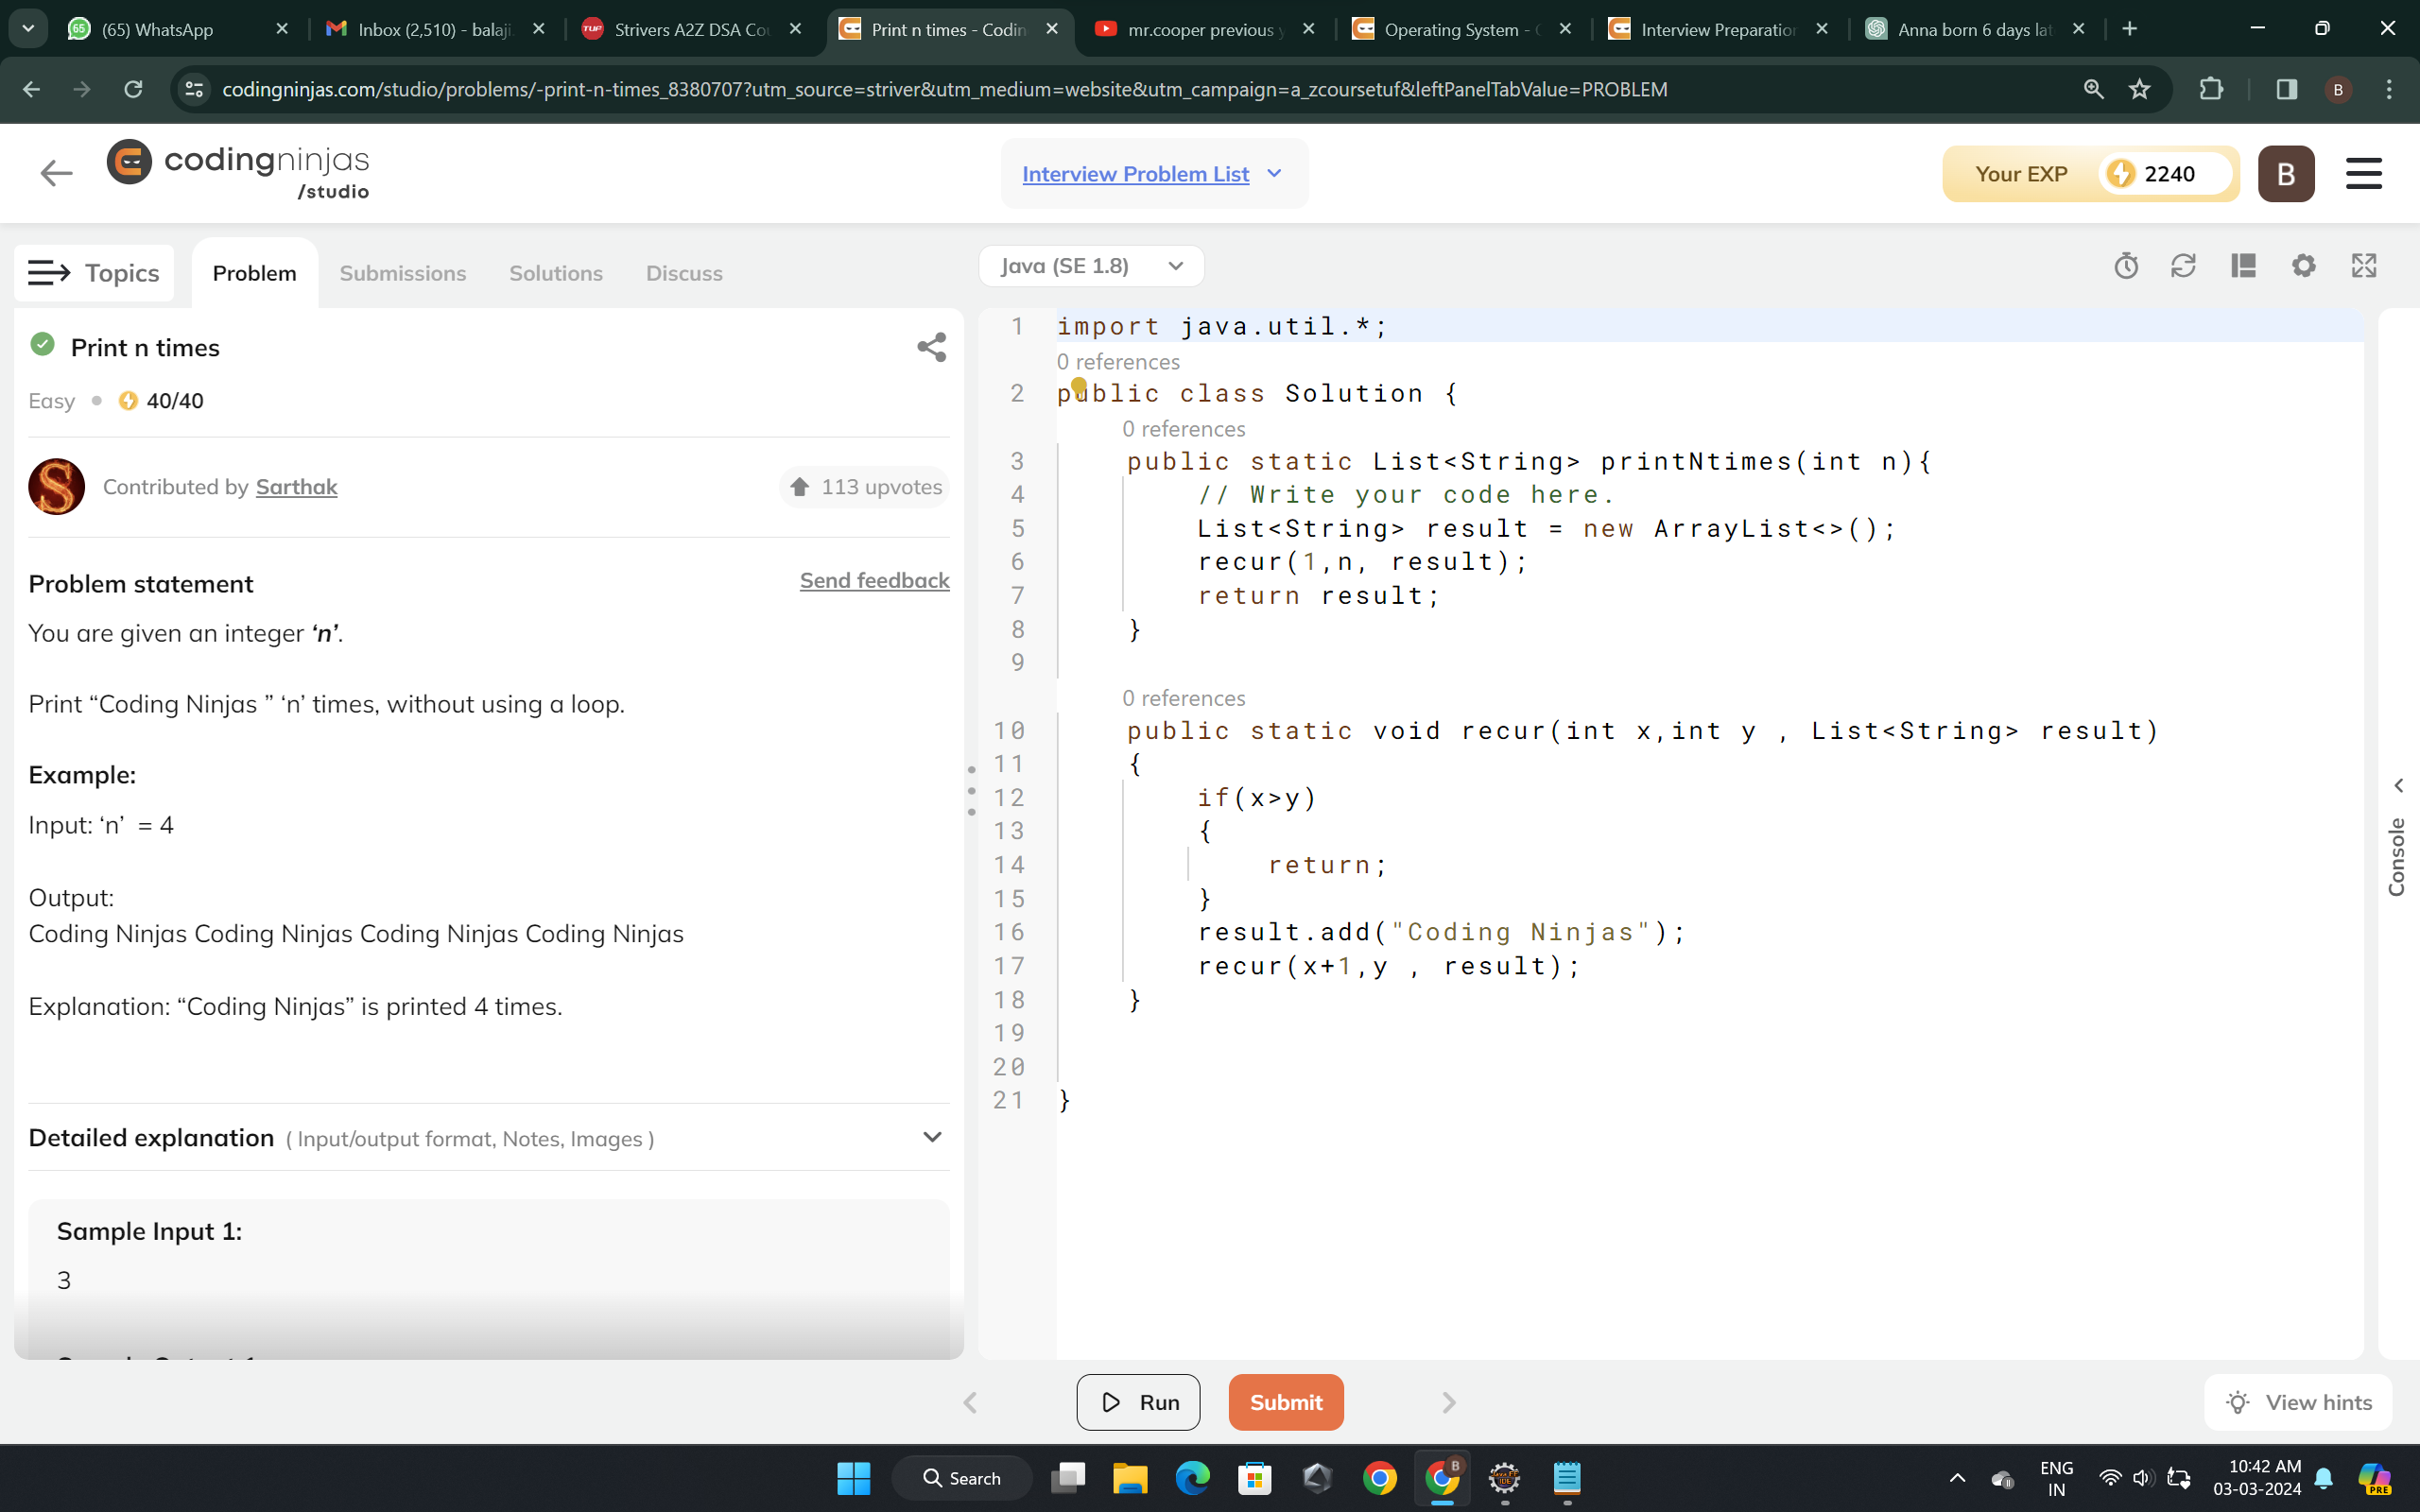 65
(65) WhatsApp
Inbox (2,510) - balaji.
TUF
Strivers A2Z DSA Co
Print n times - Codin
mr.cooper previous y
Operating System -
Interview Preparation
Anna born 6 days lat
codingninjas.com/studio/problems/-print-n-times_8380707?utm_source=striver&utm_medium=website&utm_campaign=a_zcoursetuf&leftPanelTabValue=PROBLEM
B
codingninjas
/studio
Interview Problem List
Your EXP 2240
B
Topics
Problem
Submissions
Solutions
Discuss
Print n times
Easy 40/40
S
Contributed by Sarthak
113 upvotes
Problem statement
Send feedback
You are given an integer ‘n’.
Print “Coding Ninjas ” ‘n’ times, without using a loop.
Example:
Input: ‘n’ = 4
Output:
Coding Ninjas Coding Ninjas Coding Ninjas Coding Ninjas
Explanation: “Coding Ninjas” is printed 4 times.
Detailed explanation ( Input/output format, Notes, Images )
Sample Input 1:
3
Java (SE 1.8)
1 import java.util.*;
0 references
2 public class Solution {
0 references
3 public static List<String> printNtimes(int n){
4 // Write your code here.
5 List<String> result = new ArrayList<>();
6 recur(1,n, result);
7 return result;
8 }
9
0 references
10 public static void recur(int x,int y , List<String> result)
11 {
12 if(x>y)
13 {
14 return;
15 }
16 result.add("Coding Ninjas");
17 recur(x+1,y , result);
18 }
19
20
21 }
Console
Run
Submit
View hints
Search
B
ENG
IN
10:42 AM
03-03-2024
PRE